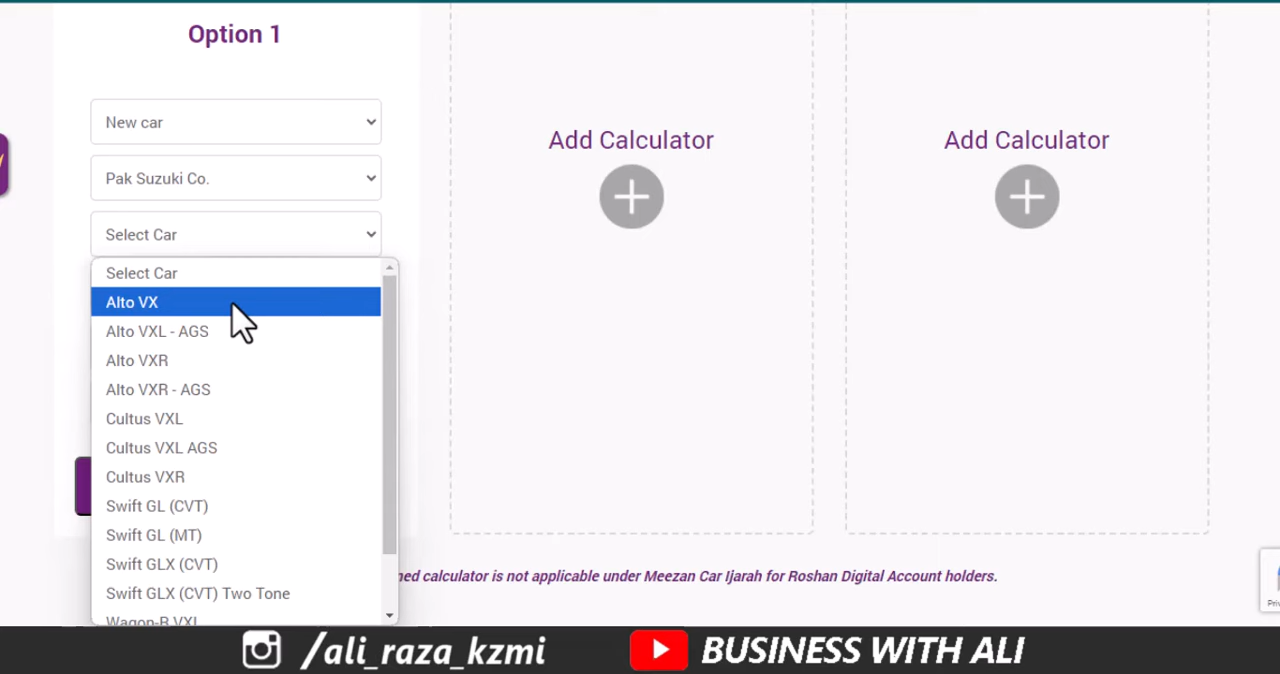 Option 1
New car
Pak Suzuki Co.
Select Car
Select Car
Alto VX
Alto VXL - AGS
Alto VXR
Alto VXR - AGS
Cultus VXL
Cultus VXL AGS
Cultus VXR
Swift GL (CVT)
Swift GL (MT)
Swift GLX (CVT)
Swift GLX (CVT) Two Tone
Wagon-R VXL
Add Calculator
Add Calculator
calculator is not applicable under Meezan Car Ijarah for Roshan Digital Account holders.
/ali_raza_kzmi
BUSINESS WITH ALI